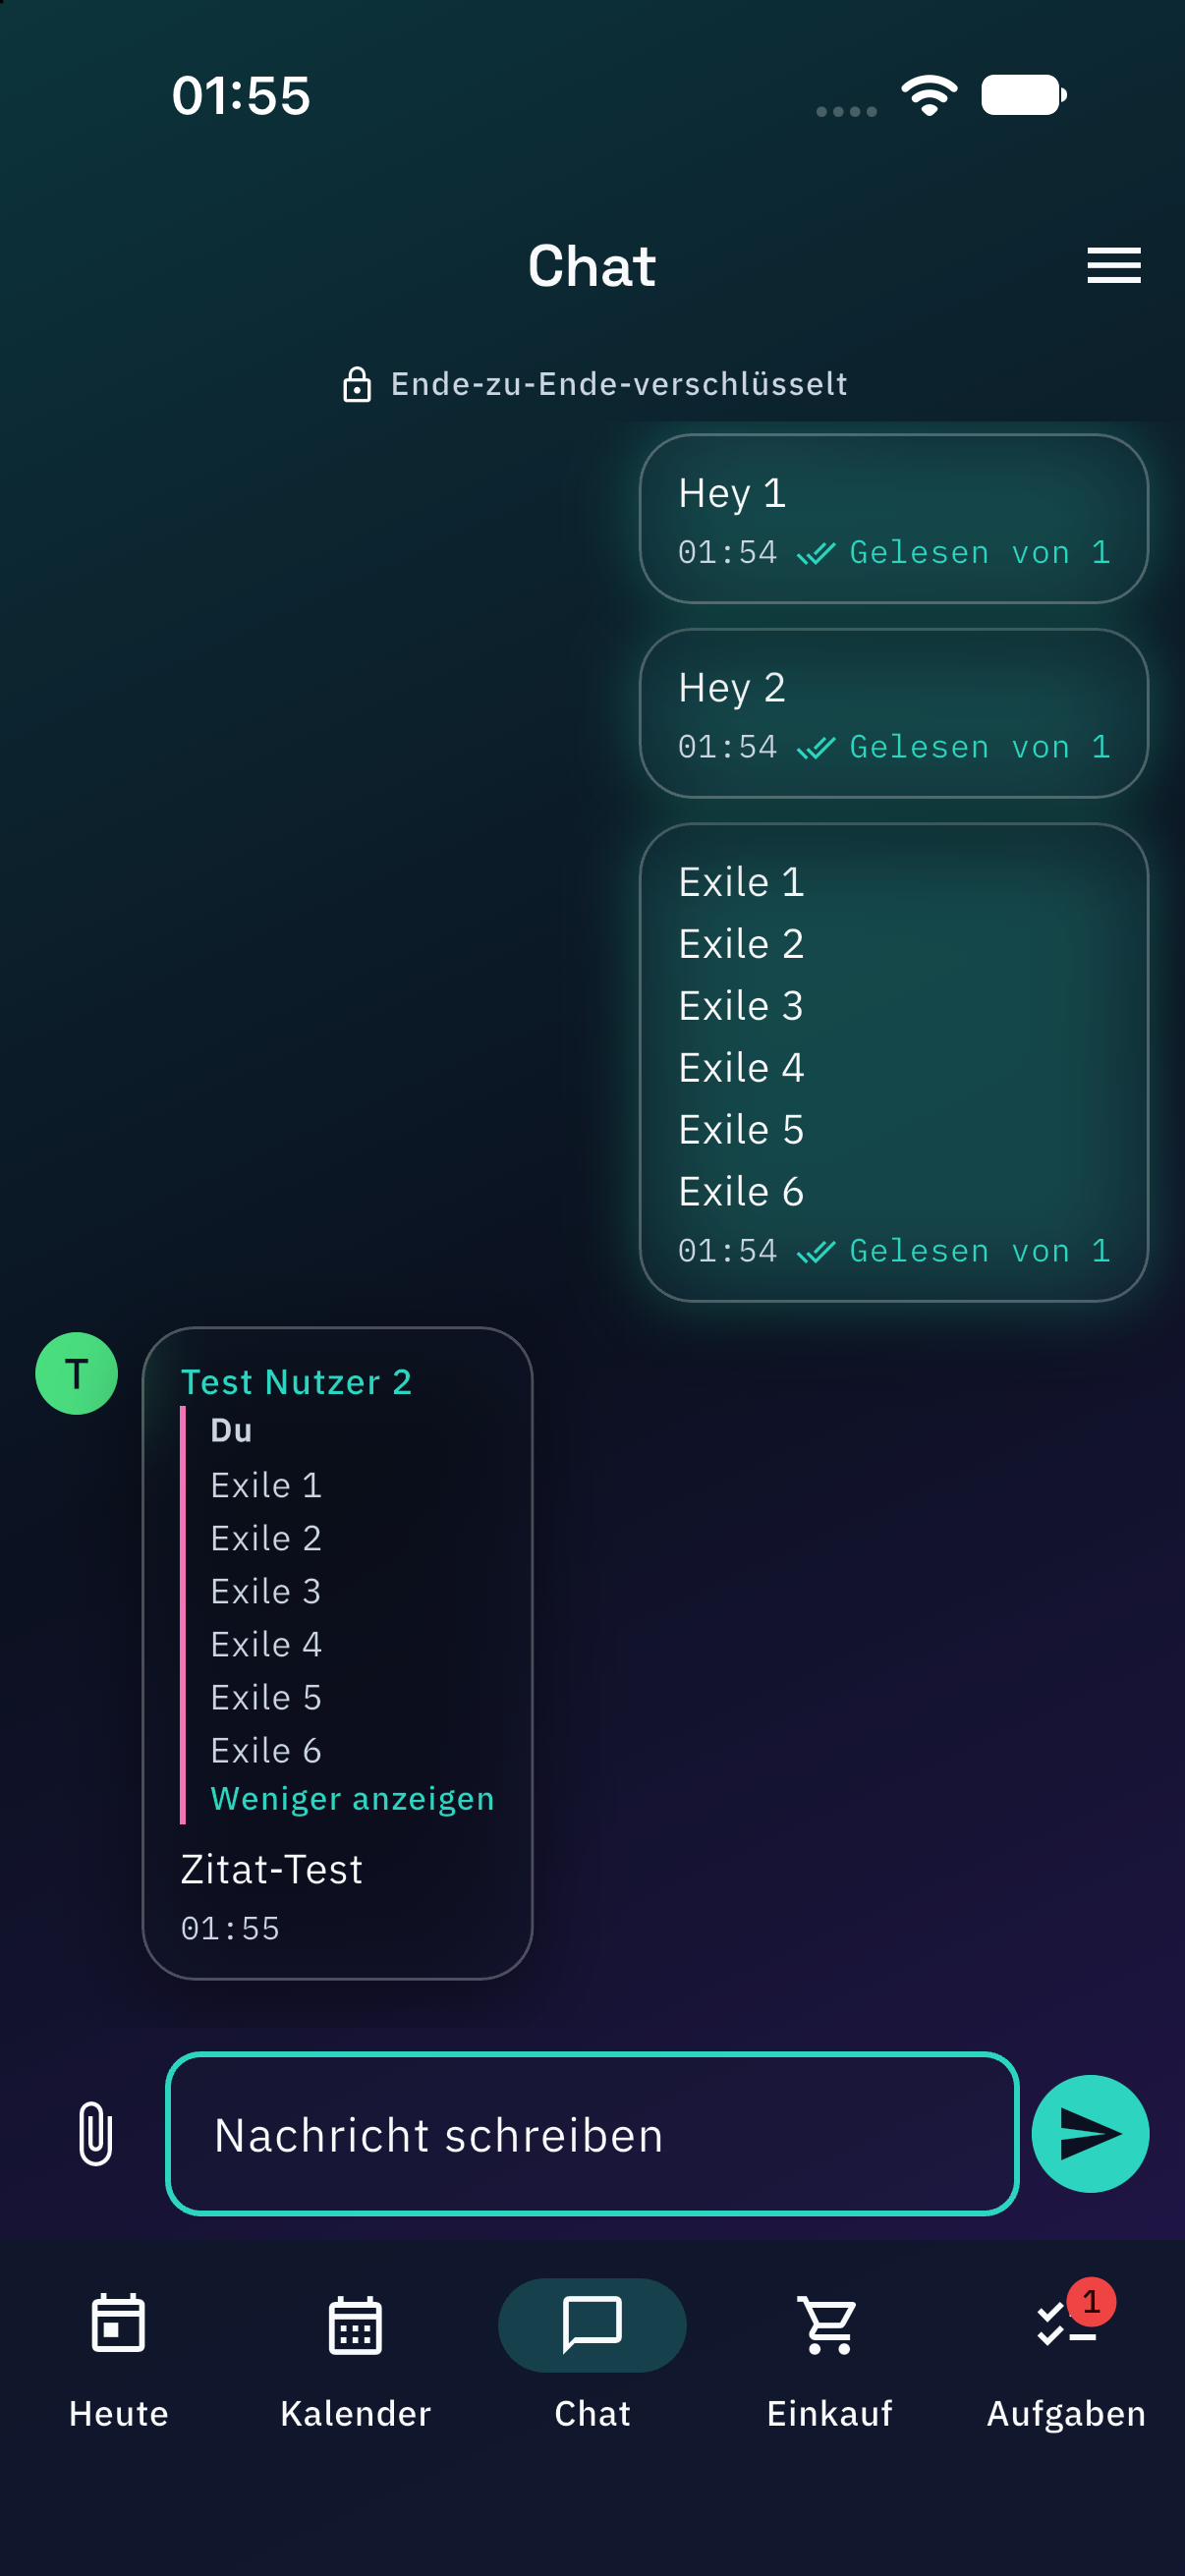 01:55
Chat
Ende-zu-Ende-verschlüsselt
Hey 1
01:54 Gelesen von 1
Hey 2
01:54 Gelesen von 1
Exile 1
Exile 2
Exile 3
Exile 4
Exile 5
Exile 6
01:54 Gelesen von 1
T
Test Nutzer 2
Du
Exile 1
Exile 2
Exile 3
Exile 4
Exile 5
Exile 6
Weniger anzeigen
Zitat-Test
01:55
Nachricht schreiben
1
Heute Kalender Chat Einkauf Aufgaben